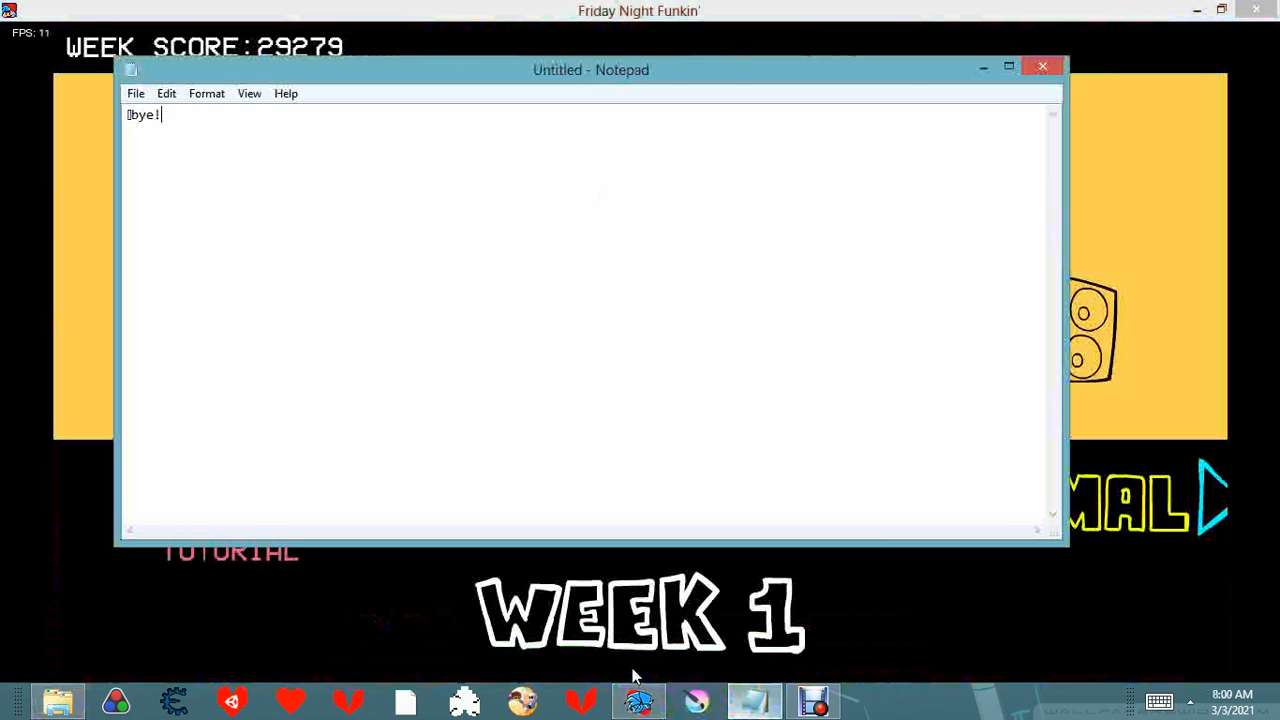 Friday Night Funkin'
FPS: 11
WEEK SCORE:29279
Untitled - Notepad
File Edit Format View Help
bye!
MAL
TUTORIAL
WEEK 1
8:00 AM
3/3/2021